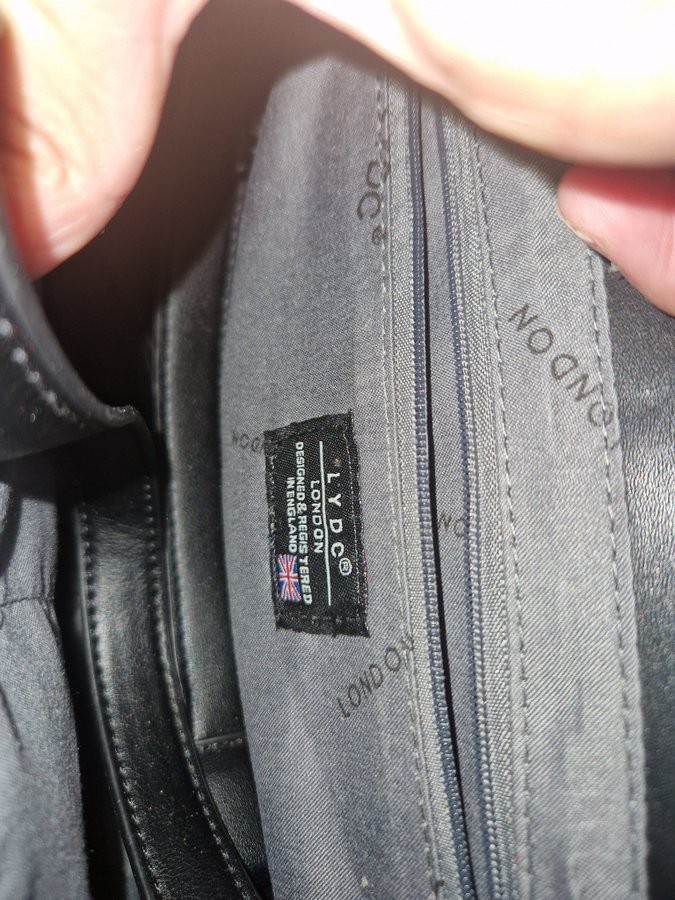 LYDC®
LONDON
DESIGNED & REGISTERED
IN ENGLAND
LONDON
LONDON